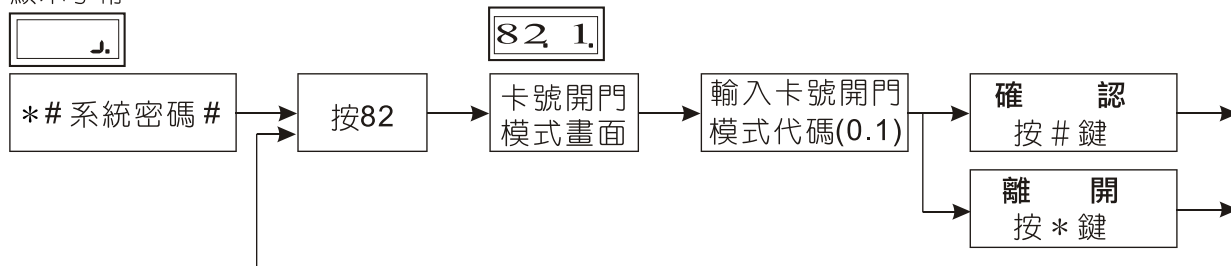 82. 1.
*#系統密碼#
按82
卡號開門
模式畫面
輸入卡號開門
模式代碼(0.1)
確 認
按#鍵
離 開
按*鍵